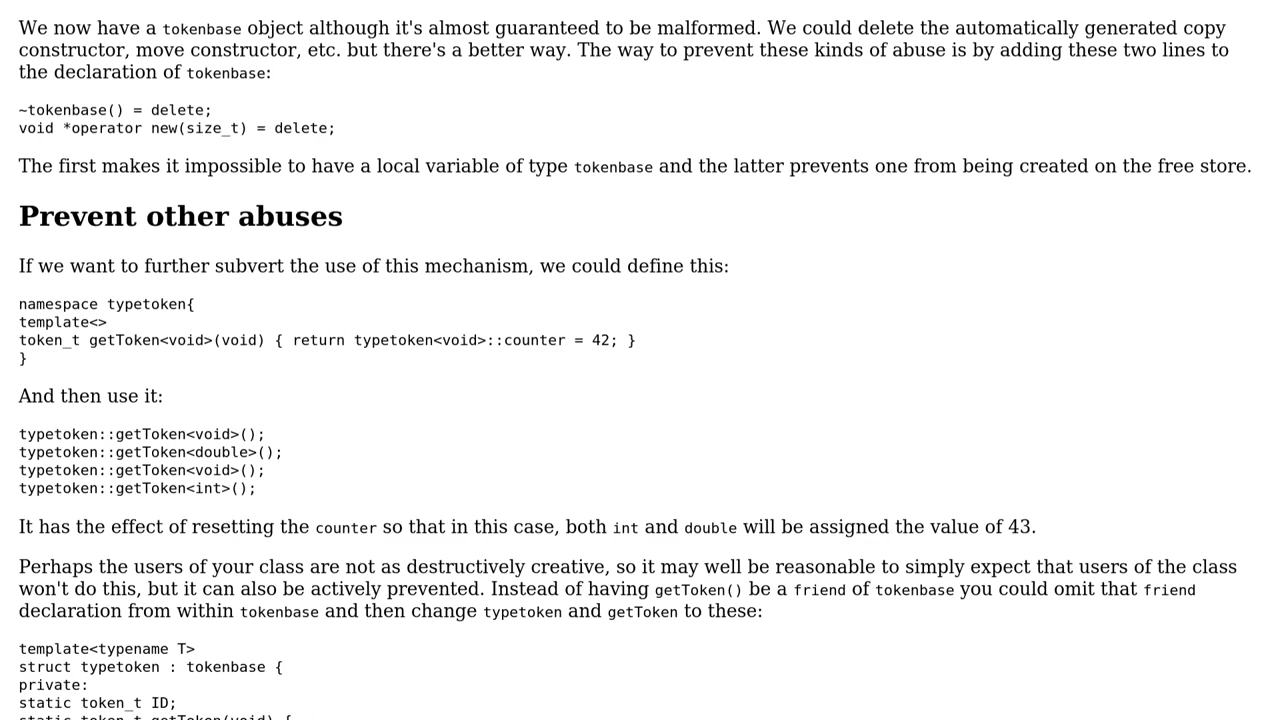 We now have a tokenbase object although it's almost guaranteed to be malformed. We could delete the automatically generated copy
constructor, move constructor, etc. but there's a better way. The way to prevent these kinds of abuse is by adding these two lines to
the declaration of tokenbase:
~tokenbase() = delete;
void *operator new(size_t) = delete;
The first makes it impossible to have a local variable of type tokenbase and the latter prevents one from being created on the free store.
Prevent other abuses
If we want to further subvert the use of this mechanism, we could define this:
namespace typetoken{
template<>
token_t getToken<void>(void) { return typetoken<void>::counter = 42; }
}
And then use it:
typetoken::getToken<void>();
typetoken::getToken<double>();
typetoken::getToken<void>();
typetoken::getToken<int>();
It has the effect of resetting the counter so that in this case, both int and double will be assigned the value of 43.
Perhaps the users of your class are not as destructively creative, so it may well be reasonable to simply expect that users of the class
won't do this, but it can also be actively prevented. Instead of having getToken() be a friend of tokenbase you could omit that friend
declaration from within tokenbase and then change typetoken and getToken to these:
template<typename T>
struct typetoken : tokenbase {
private:
static token_t ID;
static token_t getToken(void) {